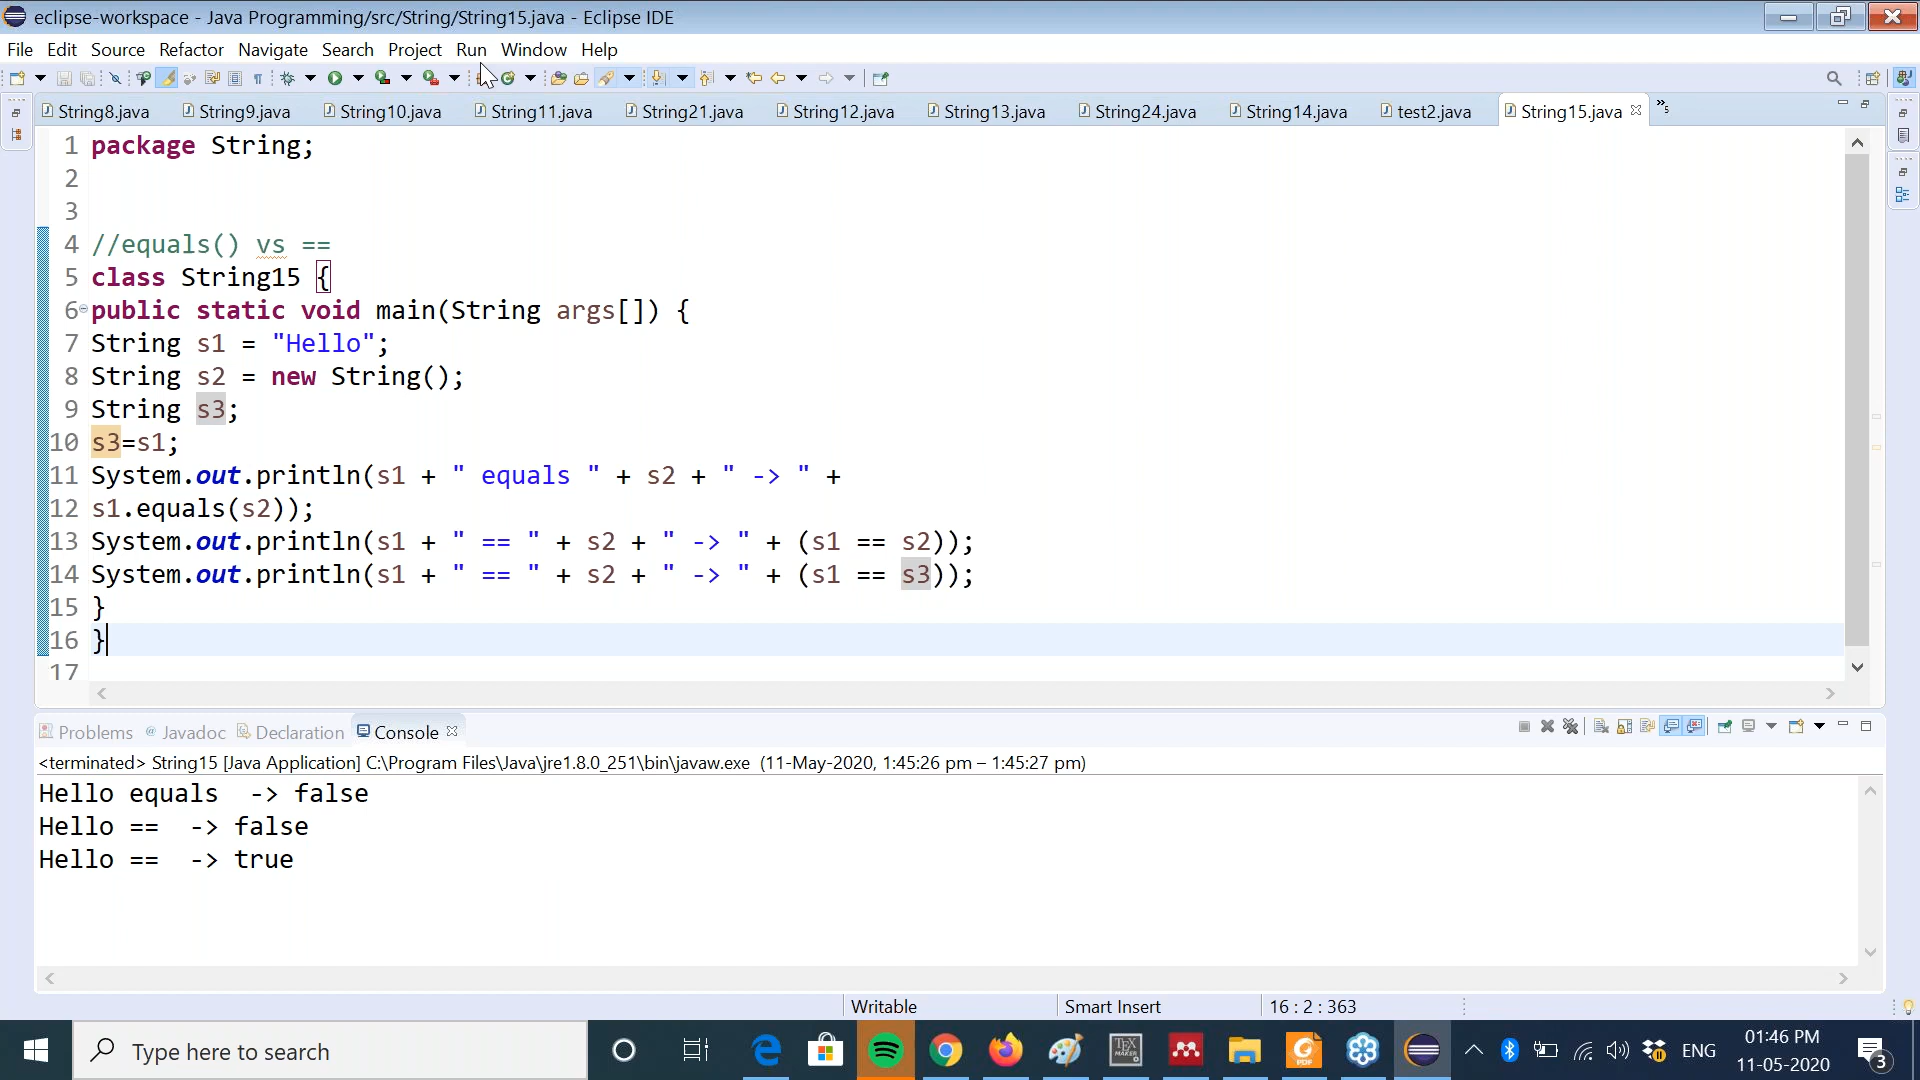 eclipse-workspace - Java Programming/src/String/String15.java - Eclipse IDE
File Edit Source Refactor Navigate Search Project Run Window Help
String8.java String9.java String10.java String11.java String21.java String12.java String13.java String24.java String14.java test2.java String15.java »5
1 package String;
2
3
4 //equals() vs ==
5 class String15 {
6 public static void main(String args[]) {
7 String s1 = "Hello";
8 String s2 = new String();
9 String s3;
10 s3=s1;
11 System.out.println(s1 + " equals " + s2 + " -> " +
12 s1.equals(s2));
13 System.out.println(s1 + " == " + s2 + " -> " + (s1 == s2));
14 System.out.println(s1 + " == " + s2 + " -> " + (s1 == s3));
15 }
16 }
17
Problems @ Javadoc Declaration Console
<terminated> String15 [Java Application] C:\Program Files\Java\jre1.8.0_251\bin\javaw.exe (11-May-2020, 1:45:26 pm – 1:45:27 pm)
Hello equals  -> false
Hello ==  -> false
Hello ==  -> true
Writable Smart Insert 16 : 2 : 363
Type here to search
TEX MAKER
PDF
ENG
01:46 PM
11-05-2020
3